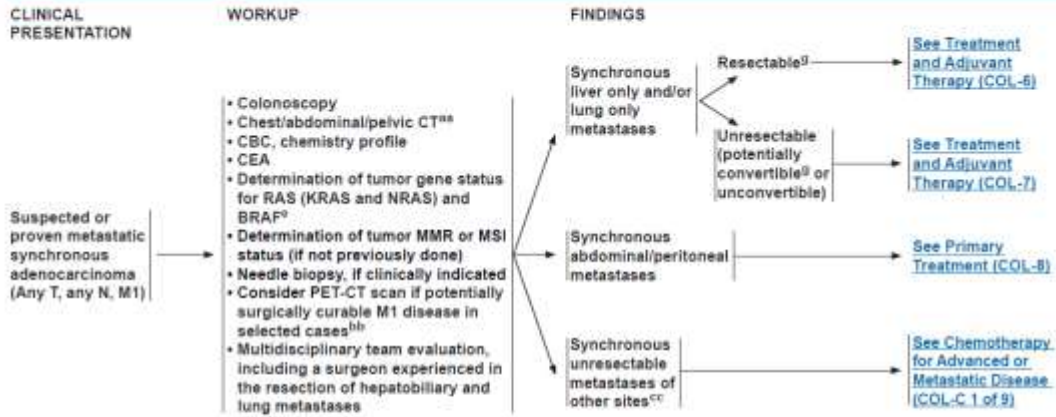 CLINICAL
PRESENTATION
WORKUP
FINDINGS
Suspected or
proven metastatic
synchronous
adenocarcinoma
(Any T, any N, M1)
• Colonoscopy
• Chest/abdominal/pelvic CTaa
• CBC, chemistry profile
• CEA
• Determination of tumor gene status
for RAS (KRAS and NRAS) and
BRAFe
• Determination of tumor MMR or MSI
status (if not previously done)
• Needle biopsy, if clinically indicated
• Consider PET-CT scan if potentially
surgically curable M1 disease in
selected casesbb
• Multidisciplinary team evaluation,
including a surgeon experienced in
the resection of hepatobiliary and
lung metastases
Synchronous
liver only and/or
lung only
metastases
Resectableg
See Treatment
and Adjuvant
Therapy (COL-6)
Unresectable
(potentially
convertibleg or
unconvertible)
See Treatment
and Adjuvant
Therapy (COL-7)
Synchronous
abdominal/peritoneal
metastases
See Primary
Treatment (COL-8)
Synchronous
unresectable
metastases of
other sitescc
See Chemotherapy
for Advanced or
Metastatic Disease
(COL-C 1 of 9)